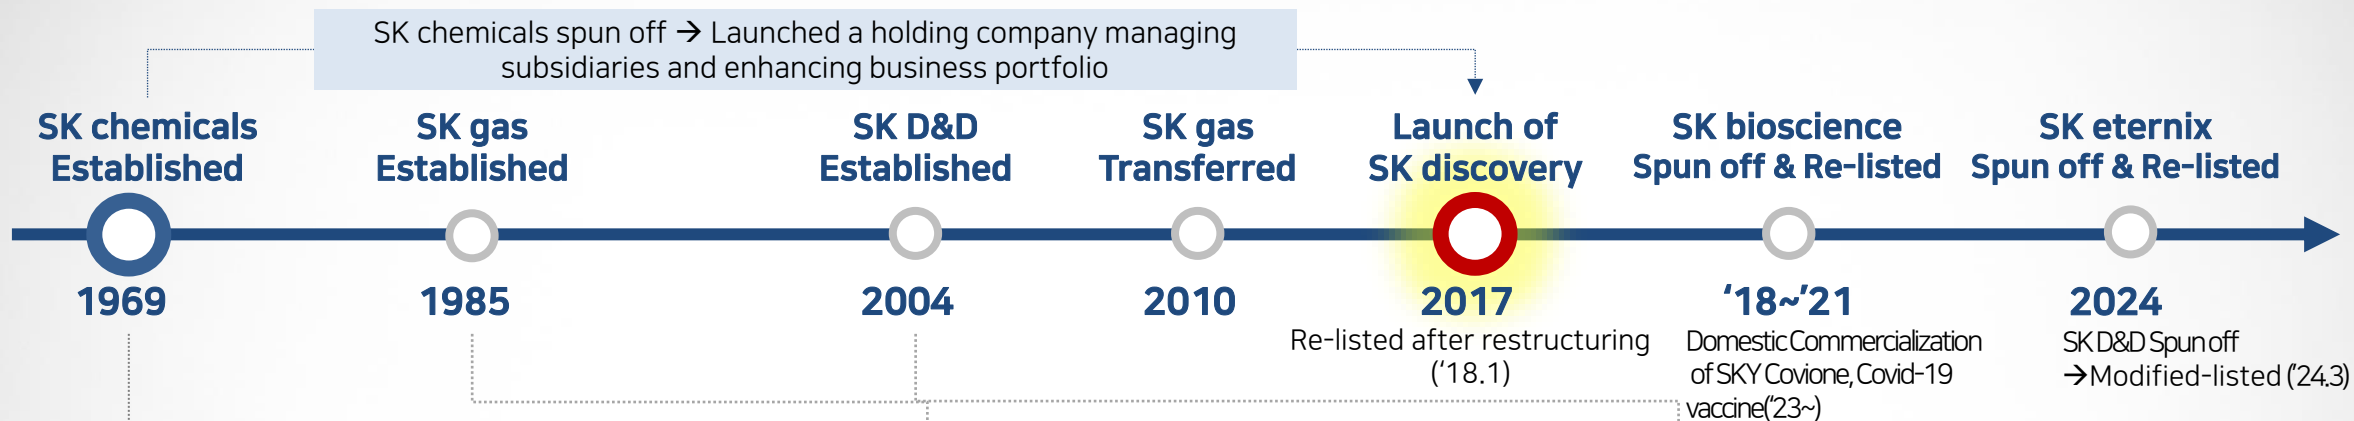 SK chemicals spun off → Launched a holding company managing
subsidiaries and enhancing business portfolio
SK chemicals
Established
SK gas
Established
SK D&D
Established
SK gas
Transferred
Launch of
SK discovery
SK bioscience
Spun off & Re-listed
SK eternix
Spun off & Re-listed
1969
1985
2004
2010
2017
Re-listed after restructuring
(‘18.1)
‘18~’21
Domestic Commercialization
of SKY Covione, Covid-19
vaccine(‘23~)
2024
SK D&D Spun off
→Modified-listed (‘24.3)